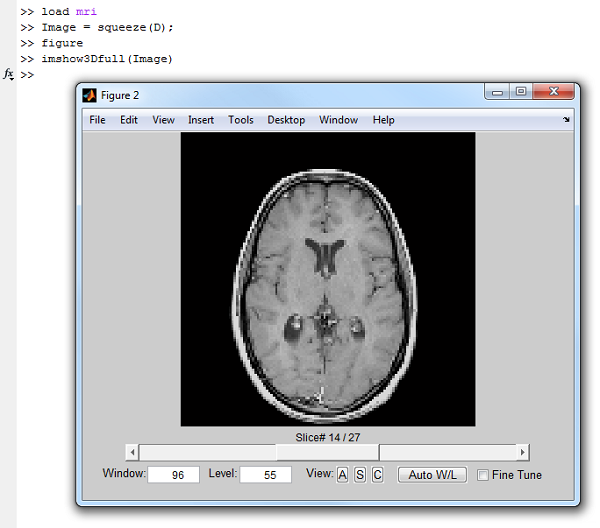 >> load mri
>> Image = squeeze(D);
>> figure
>> imshow3Dfull(Image)
fx >>
Figure 2
File Edit View Insert Tools Desktop Window Help
Slice# 14 / 27
Window: 96 Level: 55 View: A S C Auto W/L Fine Tune